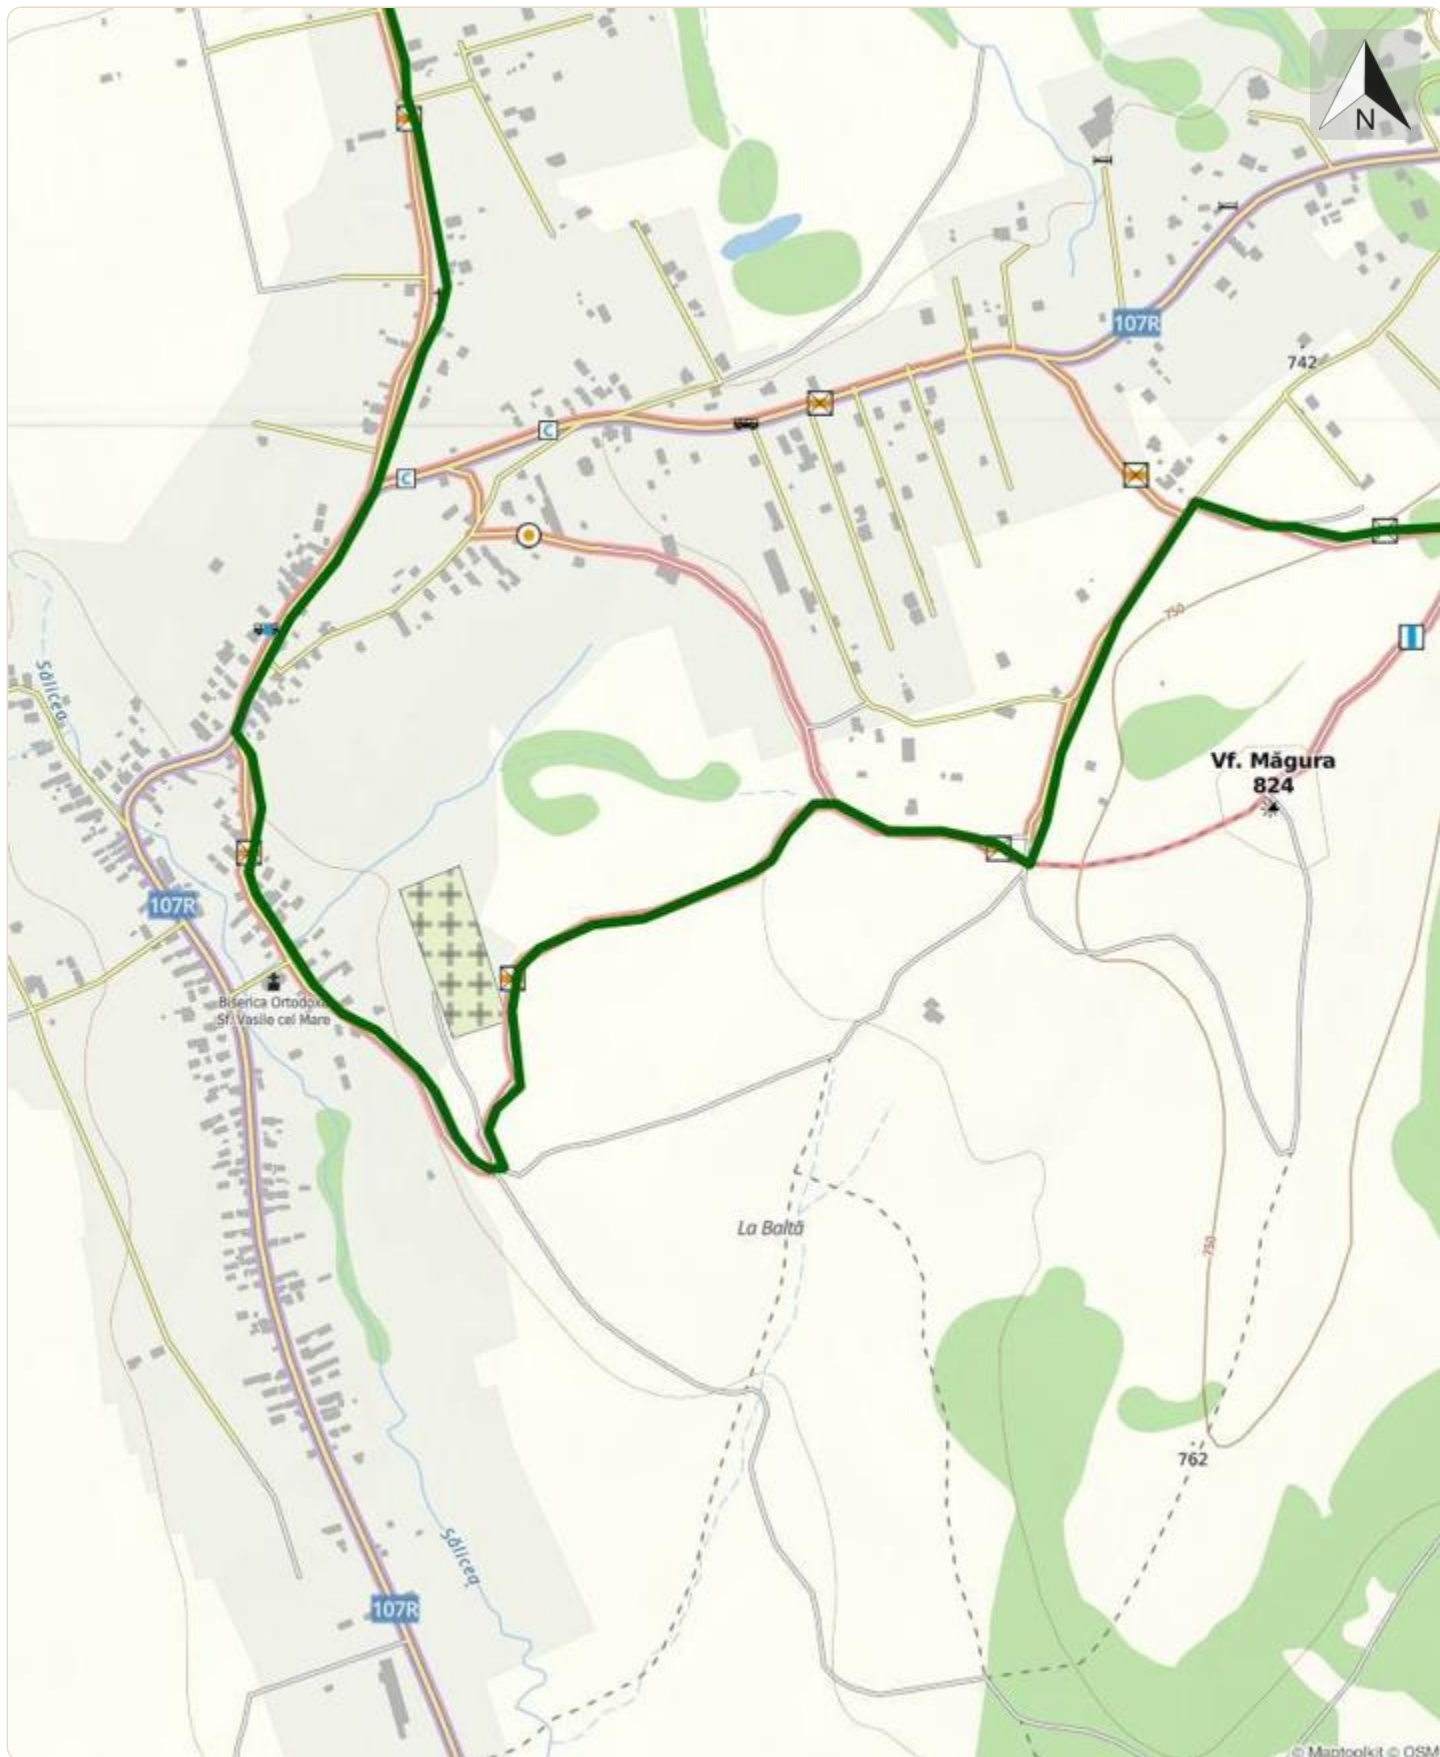 N
107R
742
C
C
750
Sălicea
Vf. Măgura
824
107R
Biserica Ortodoxă
Sf. Vasile cel Mare
La Baltă
750
762
Sălicea
107R
© Maptoolkit © OSM